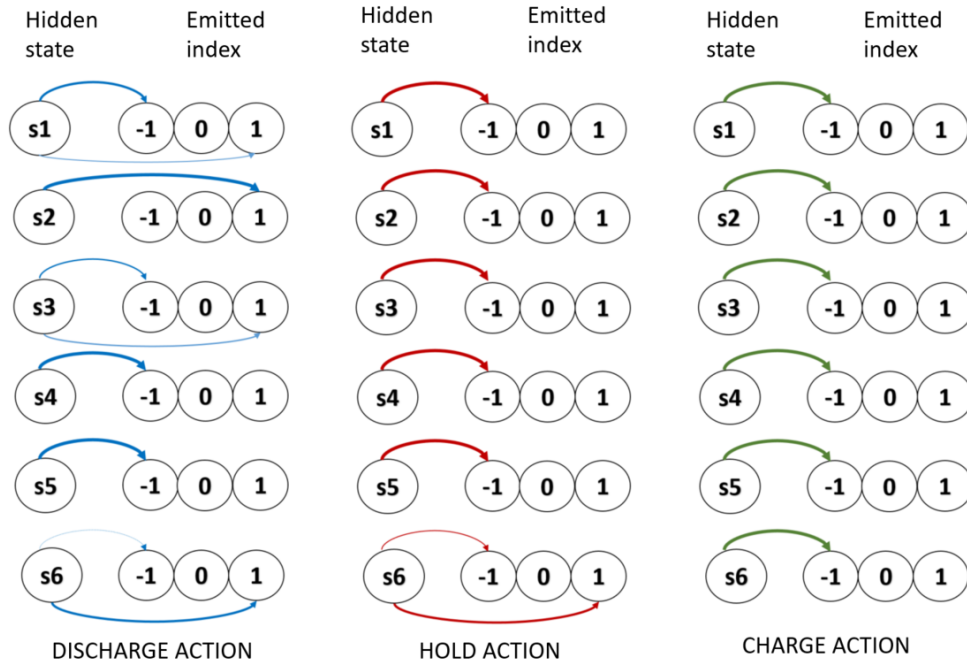 Hidden state
Emitted index
Hidden state
Emitted index
Hidden state
Emitted index
s1 -1 0 1
s1 -1 0 1
s1 -1 0 1
s2 -1 0 1
s2 -1 0 1
s2 -1 0 1
s3 -1 0 1
s3 -1 0 1
s3 -1 0 1
s4 -1 0 1
s4 -1 0 1
s4 -1 0 1
s5 -1 0 1
s5 -1 0 1
s5 -1 0 1
s6 -1 0 1
s6 -1 0 1
s6 -1 0 1
DISCHARGE ACTION
HOLD ACTION
CHARGE ACTION